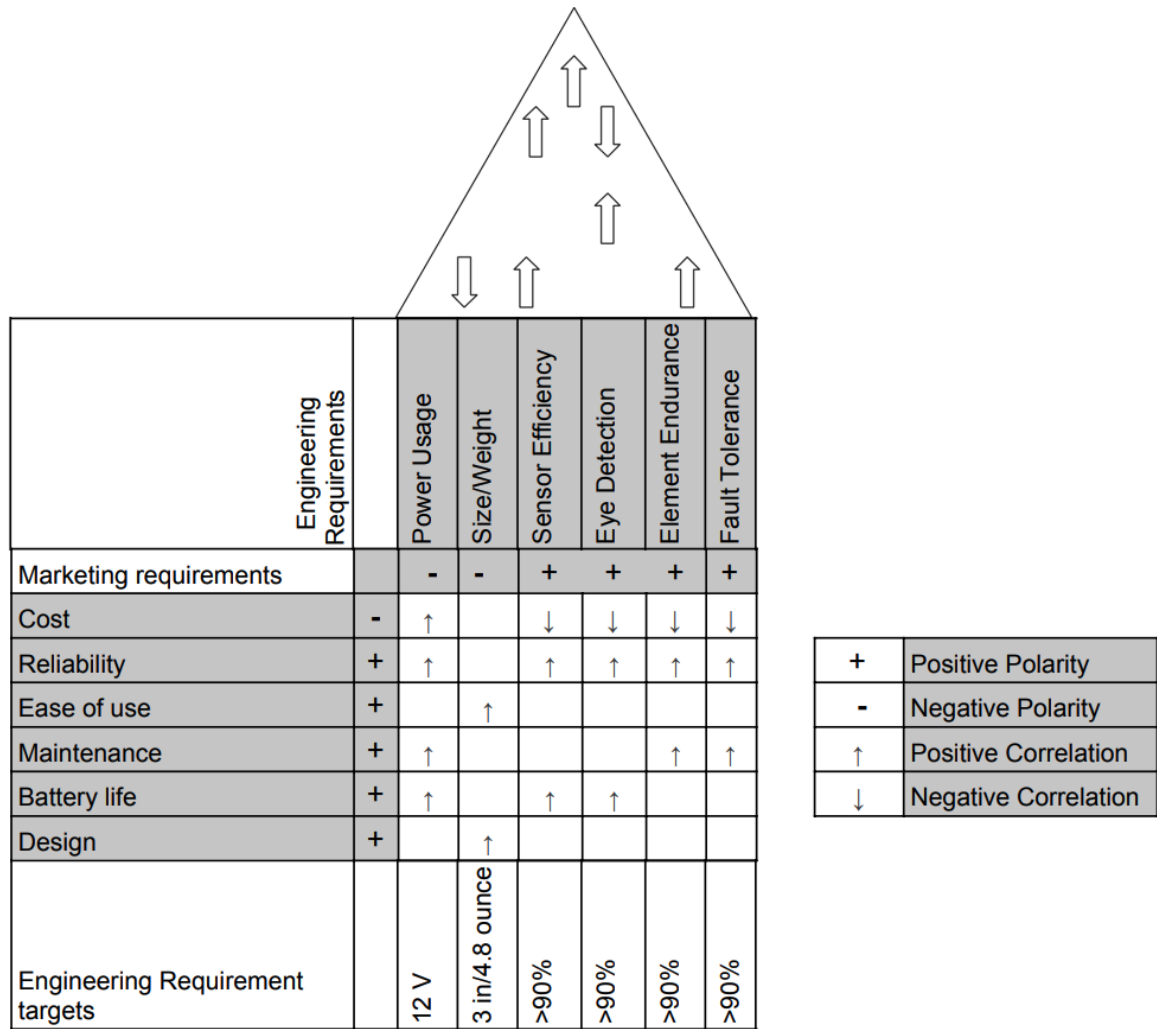 Engineering
Requirements
Power Usage
Size/Weight
Sensor Efficiency
Eye Detection
Element Endurance
Fault Tolerance
Marketing requirements - - + + + +
Cost - ↑ ↓ ↓ ↓ ↓
Reliability + ↑ ↑ ↑ ↑ ↑
Ease of use + ↑
Maintenance + ↑ ↑ ↑
Battery life + ↑ ↑ ↑
Design + ↑
Engineering Requirement
targets
12 V
3 in/4.8 ounce
>90%
>90%
>90%
>90%
+ Positive Polarity
- Negative Polarity
↑ Positive Correlation
↓ Negative Correlation